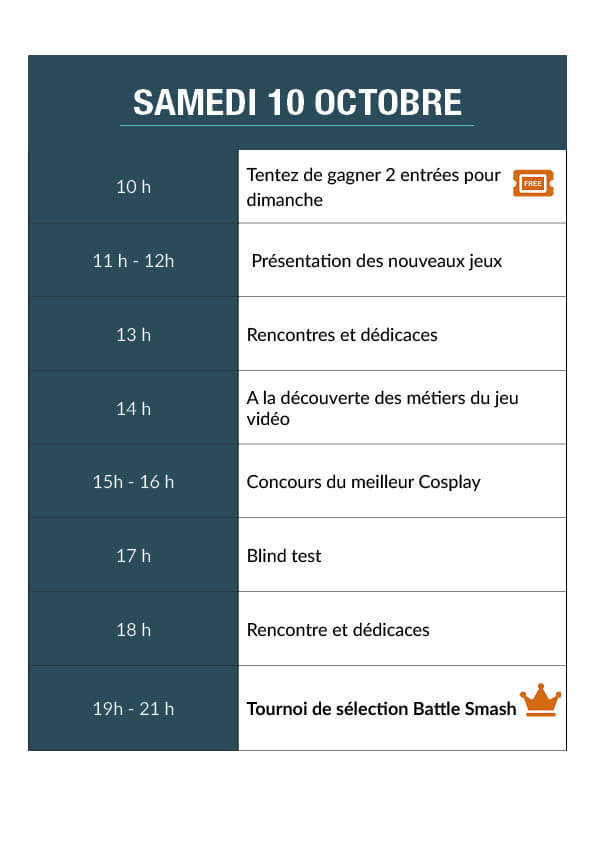 SAMEDI 10 OCTOBRE
10 h
Tentez de gagner 2 entrées pour
dimanche
FREE
11 h - 12h
Présentation des nouveaux jeux
13 h
Rencontres et dédicaces
14 h
A la découverte des métiers du jeu
vidéo
15h - 16 h
Concours du meilleur Cosplay
17 h
Blind test
18 h
Rencontre et dédicaces
19h - 21 h
Tournoi de sélection Battle Smash